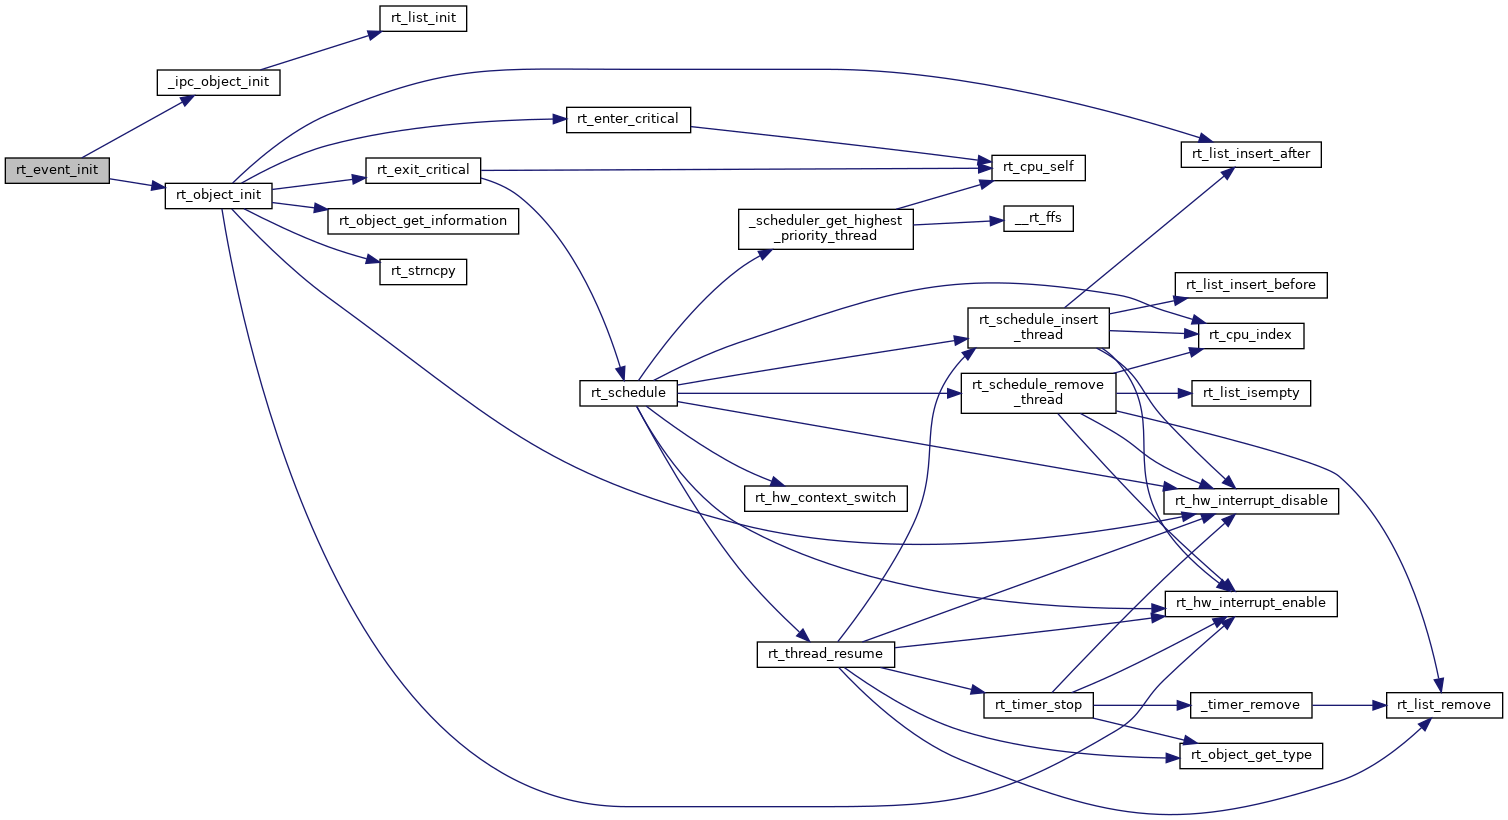 rt_list_init
_ipc_object_init
rt_event_init
rt_object_init
rt_enter_critical
rt_exit_critical
rt_object_get_information
rt_strncpy
rt_list_insert_after
rt_cpu_self
_scheduler_get_highest
_priority_thread
__rt_ffs
rt_list_insert_before
rt_schedule_insert
_thread
rt_cpu_index
rt_schedule
rt_schedule_remove
_thread
rt_list_isempty
rt_hw_context_switch
rt_hw_interrupt_disable
rt_hw_interrupt_enable
rt_thread_resume
rt_timer_stop
_timer_remove
rt_list_remove
rt_object_get_type